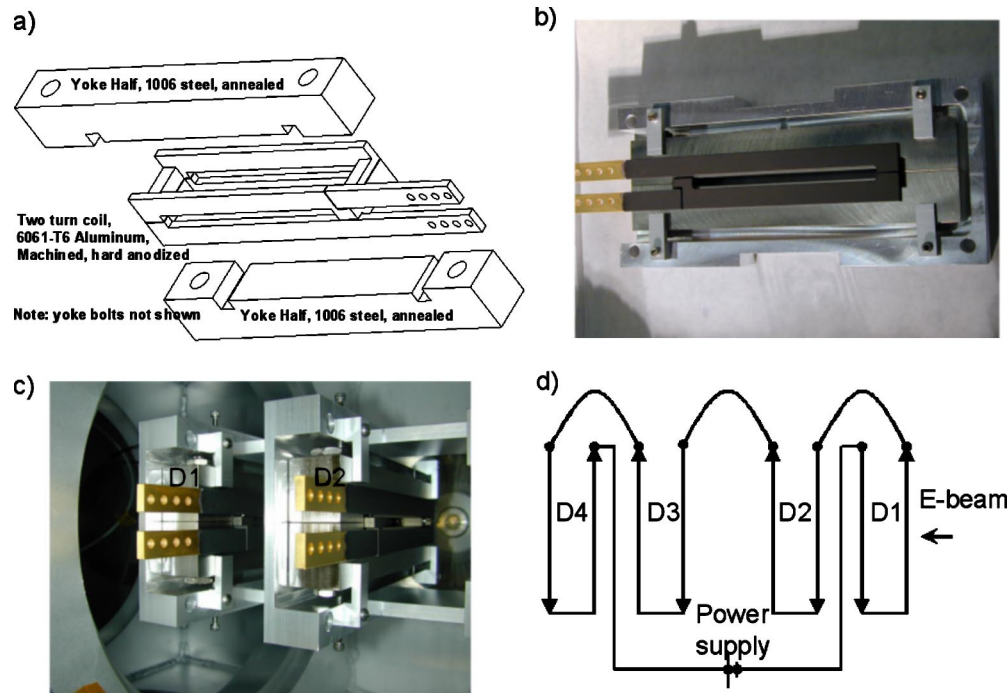 a)
Yoke Half, 1006 steel, annealed
Two turn coil,
6061-T6 Aluminum,
Machined, hard anodized
Note: yoke bolts not shown
Yoke Half, 1006 steel, annealed
b)
c)
D1
D2
d)
D4
D3
D2
D1
E-beam
Power
supply